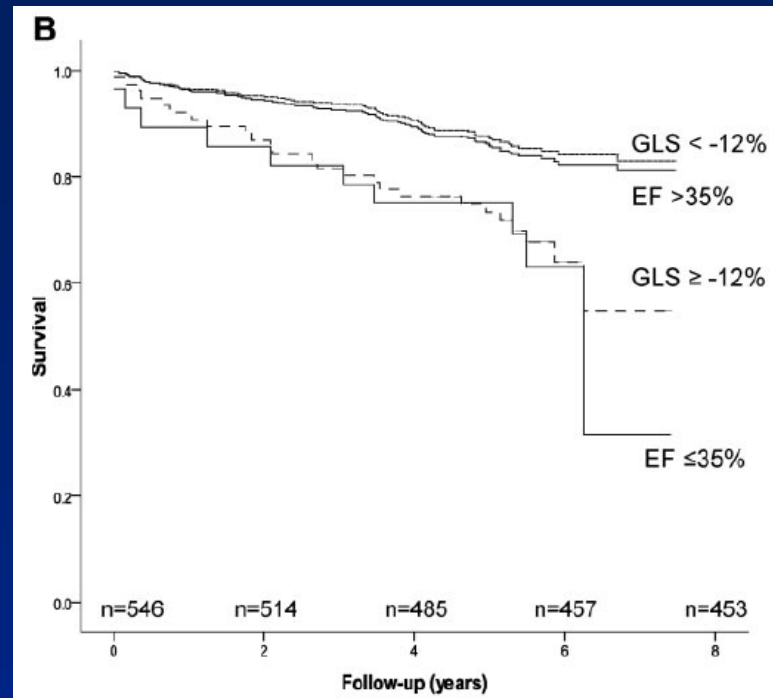 B
1.0
0.8
0.6
0.4
0.2
0.0
Survival
GLS < -12%
EF >35%
GLS ≥ -12%
EF ≤35%
n=546 n=514 n=485 n=457 n=453
0 2 4 6 8
Follow-up (years)